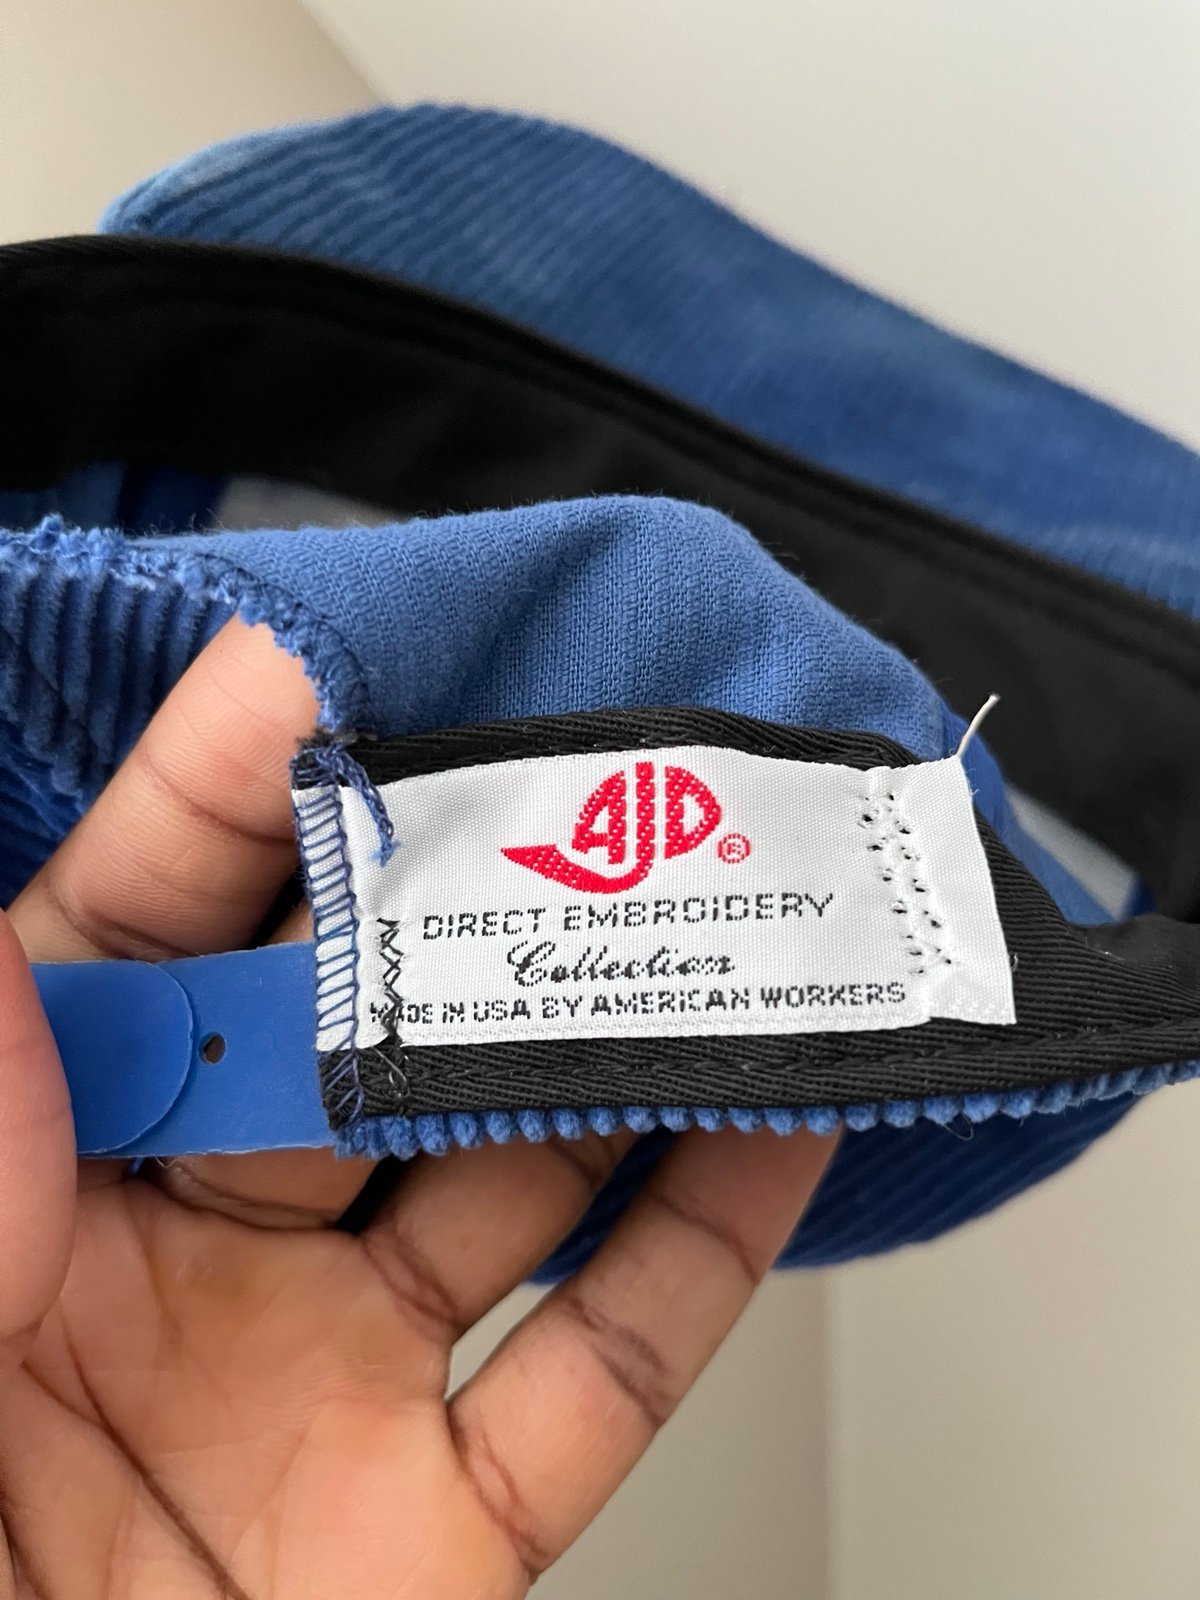 AJD®
DIRECT EMBROIDERY
Collection
MADE IN USA BY AMERICAN WORKERS